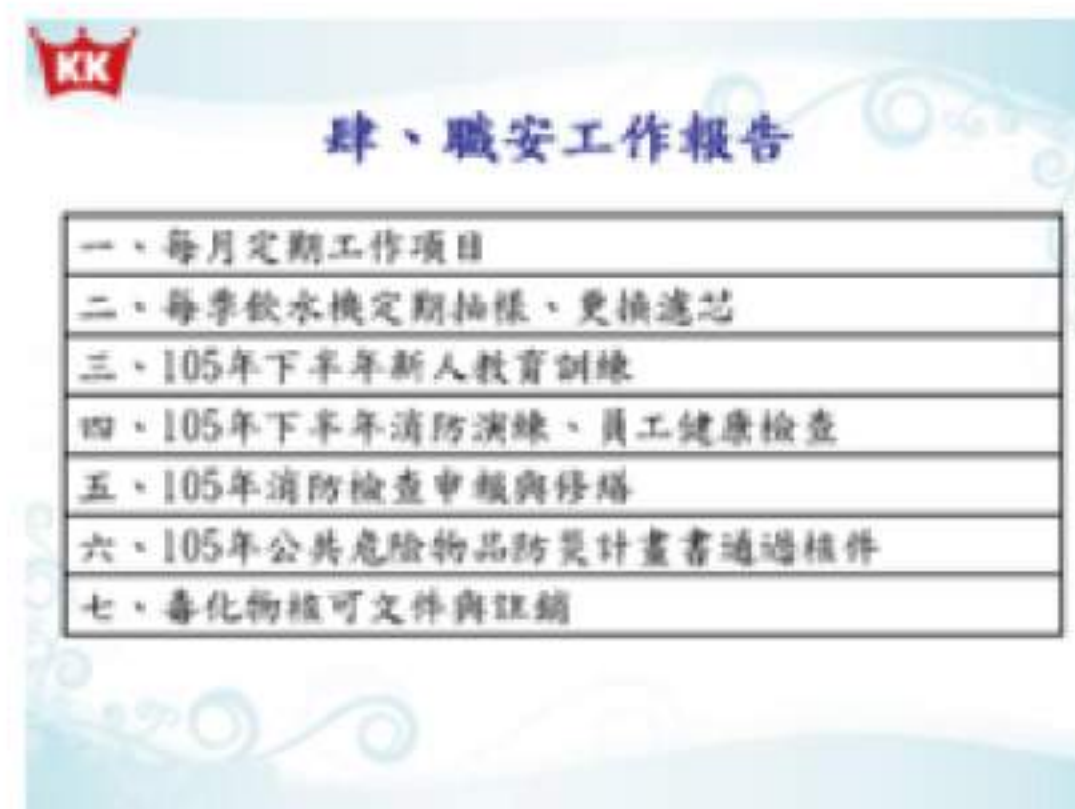 KK
肆、職安工作報告
一、每月定期工作項目
二、每季飲水機定期抽樣、更換濾芯
三、105年下半年新人教育訓練
四、105年下半年消防演練、員工健康檢查
五、105年消防檢查申報與修繕
六、105年公共危險物品防災計畫書通過核件
七、毒化物核可文件與註銷